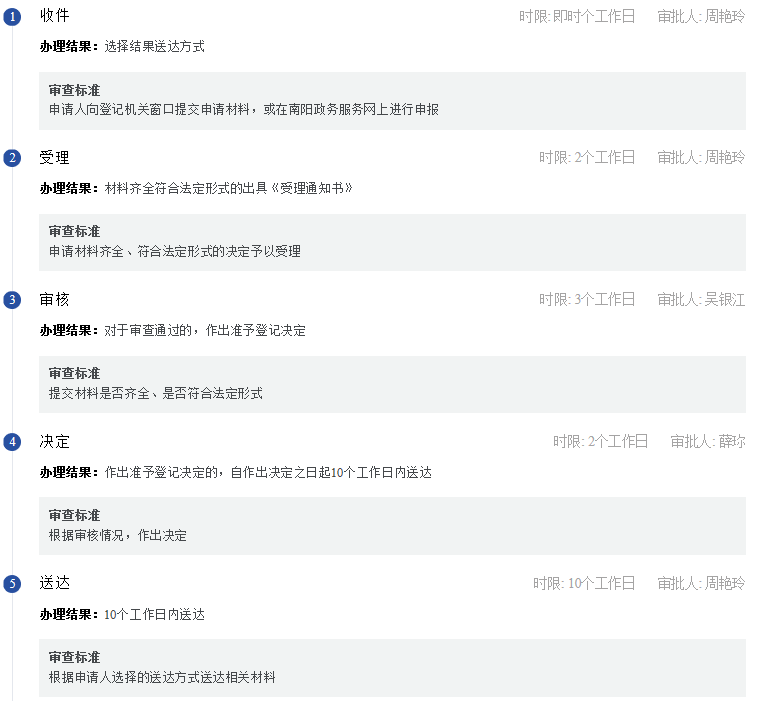 1 收件 时限: 即时个工作日 审批人: 周艳玲
办理结果： 选择结果送达方式
审查标准
申请人向登记机关窗口提交申请材料，或在南阳政务服务网上进行申报
2 受理 时限: 2个工作日 审批人: 周艳玲
办理结果： 材料齐全符合法定形式的出具《受理通知书》
审查标准
申请材料齐全、符合法定形式的决定予以受理
3 审核 时限: 3个工作日 审批人: 吴银江
办理结果： 对于审查通过的，作出准予登记决定
审查标准
提交材料是否齐全、是否符合法定形式
4 决定 时限: 2个工作日 审批人: 薛珎
办理结果： 作出准予登记决定的，自作出决定之日起10个工作日内送达
审查标准
根据审核情况，作出决定
5 送达 时限: 10个工作日 审批人: 周艳玲
办理结果： 10个工作日内送达
审查标准
根据申请人选择的送达方式送达相关材料